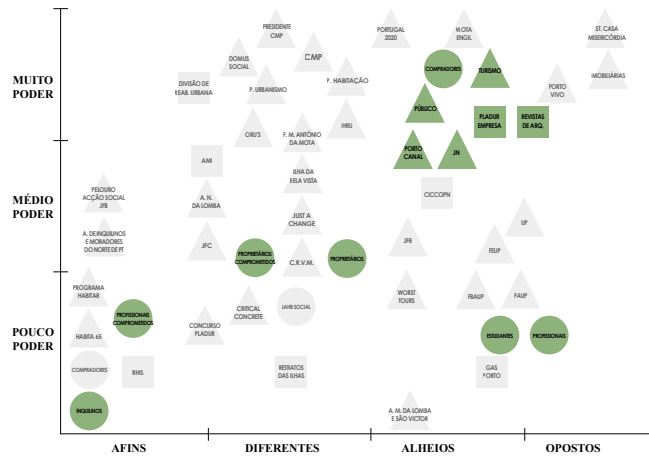 MUITO
PODER
MÉDIO
PODER
POUCO
PODER
PRESIDENTE
CMP
DOMUS
SOCIAL
CMP
DIVISÃO DE
REAB. URBANA
P. URBANISMO
P. HABITAÇÃO
ORU'S
F. M. ANTÓNIO
DA MOTA
HRU
PORTUGAL
2020
MOTA
ENGIL
ST. CASA
MISERICÓRDIA
COMPRADORES
TURISMO
IMOBILIÁRIAS
PORTO
VIVO
PÚBLICO
PLADUR
EMPRESA
REVISTAS
DE ARQ.
PORTO
CANAL
JN
AMI
ILHA DA
BELA VISTA
PELOURO
ACÇÃO SOCIAL
JFB
A. N.
DA LOMBA
JUST A
CHANGE
CICCOPN
A. DE INQUILINOS
E MORADORES
DO NORTE DE PT
JFC
PROPRIETÁRIOS
COMPROMETIDOS
C.R.V.M.
PROPRIETÁRIOS
JFB
FEUP
UP
PROGRAMA
HABITAR
PROFISSIONAIS
COMPROMETIDOS
HABITA 65
CONCURSO
PLADUR
CRITICAL
CONCRETE
LAHB SOCIAL
WORST
TOURS
FBAUP
FAUP
ESTUDANTES
PROFISSIONAIS
COMPRADORES
RHIS
RETRATOS
DAS ILHAS
GAS
PORTO
INQUILINOS
A. M. DA LOMBA
E SÃO VICTOR
AFINS
DIFERENTES
ALHEIOS
OPOSTOS